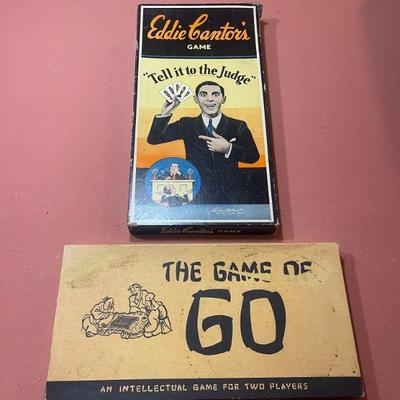 Eddie Cantor's
GAME
"Tell it to the Judge"
Eddie Cantor's GAME
THE GAME OF
GO
AN INTELLECTUAL GAME FOR TWO PLAYERS